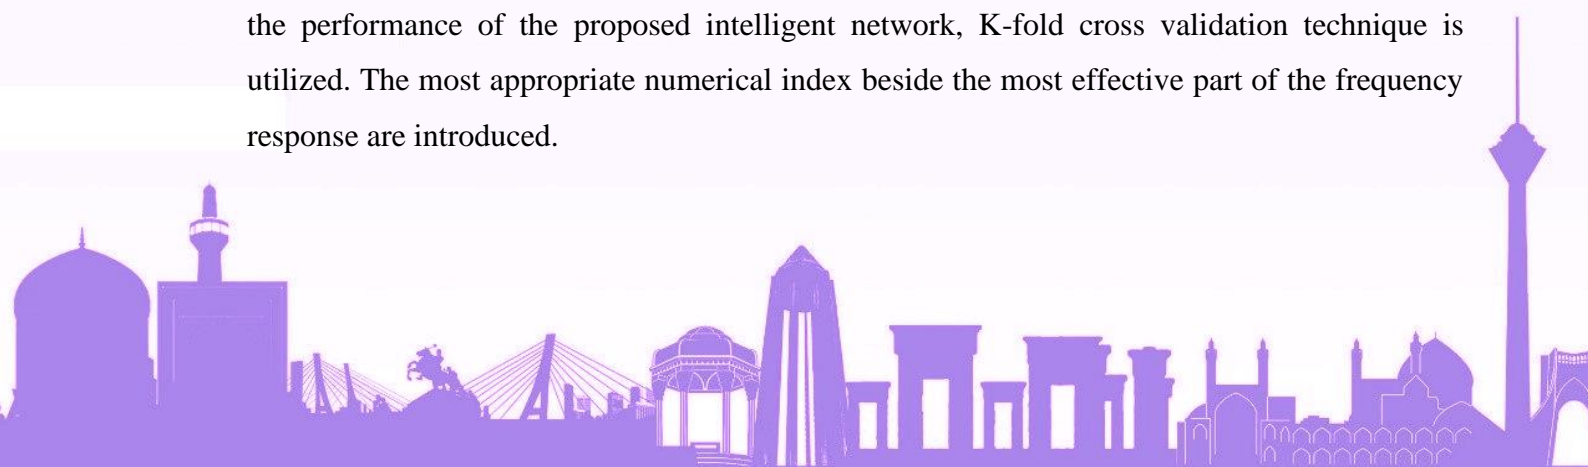 the performance of the proposed intelligent network, K-fold cross validation technique is
utilized. The most appropriate numerical index beside the most effective part of the frequency
response are introduced.